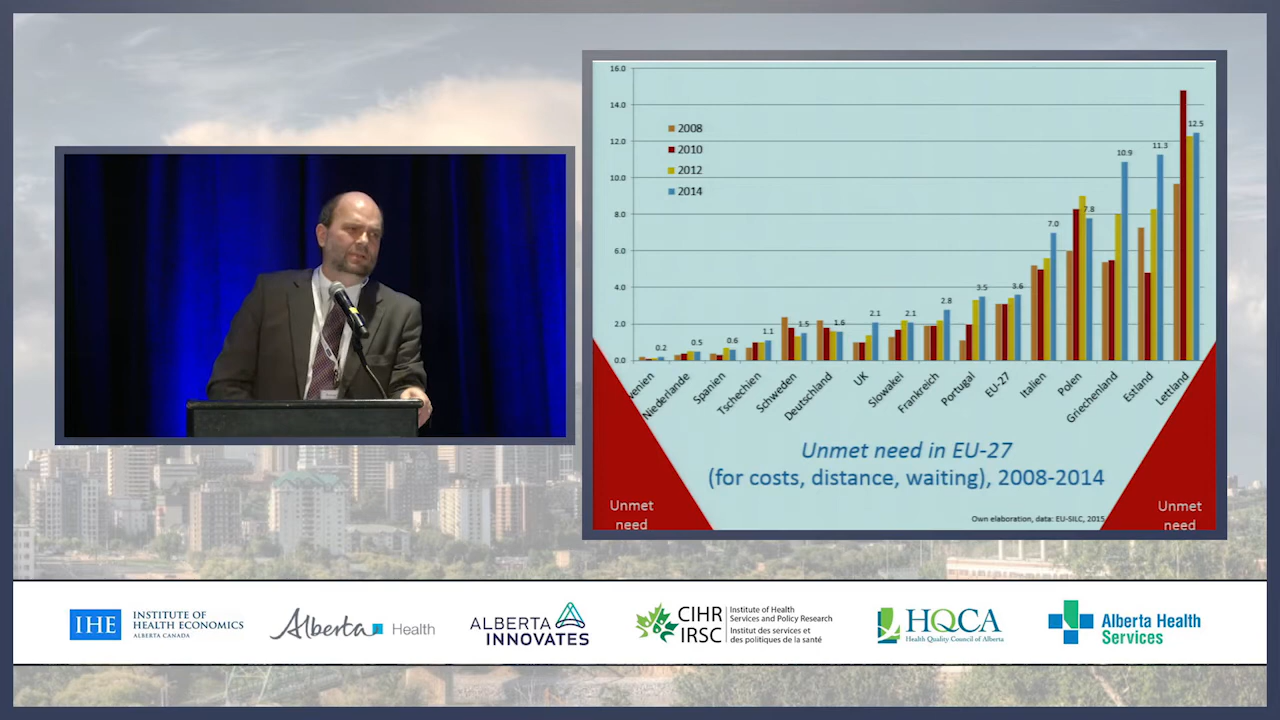 16.0
14.0
12.0
10.0
8.0
6.0
4.0
2.0
0.0
2008
2010
2012
2014
0.2
0.5
0.6
1.1
1.5
1.6
2.1
2.1
2.8
3.5
3.6
7.0
7.8
10.9
11.3
12.5
venien
Niederlande
Spanien
Tschechien
Schweden
Deutschland
UK
Slowakei
Frankreich
Portugal
EU-27
Italien
Polen
Griechenland
Estland
Lettland
Unmet need in EU-27
(for costs, distance, waiting), 2008-2014
Unmet
need
Unmet
need
Own elaboration, data: EU-SILC, 2015
IHE
INSTITUTE OF
HEALTH ECONOMICS
ALBERTA CANADA
Alberta Health
ALBERTA
INNOVATES
CIHR
IRSC
Institute of Health
Services and Policy Research
Institut des services et
des politiques de la santé
HQCA
Health Quality Council of Alberta
Alberta Health
Services